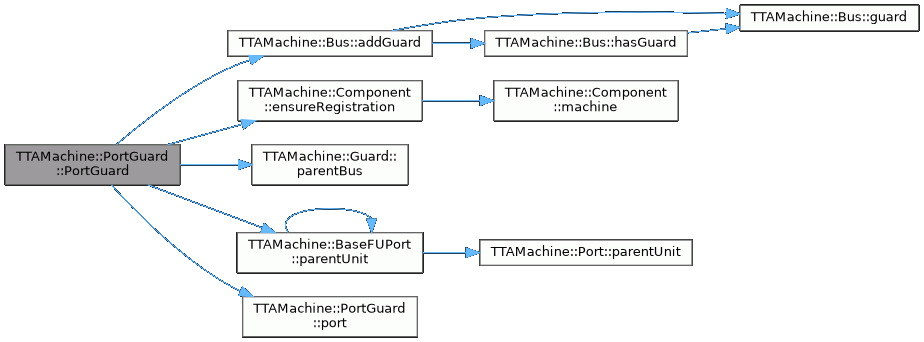 TTAMachine::PortGuard
::PortGuard
TTAMachine::Bus::addGuard
TTAMachine::Bus::guard
TTAMachine::Bus::hasGuard
TTAMachine::Component
::ensureRegistration
TTAMachine::Component
::machine
TTAMachine::Guard::
parentBus
TTAMachine::BaseFUPort
::parentUnit
TTAMachine::Port::parentUnit
TTAMachine::PortGuard
::port